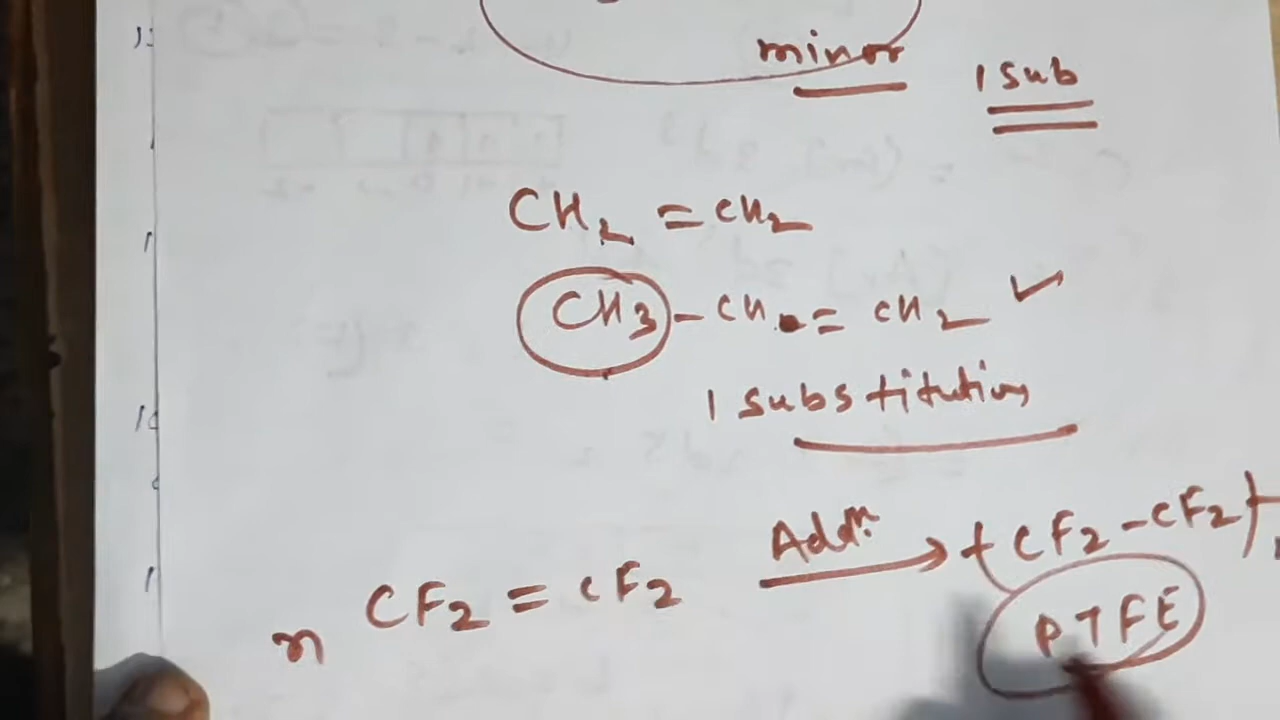 minor
1 sub
CH2 = CH2
CH3 - CH = CH2 ✓
1 substitution
n CF2 = CF2 Addn. → ( CF2 - CF2 )
PTFE